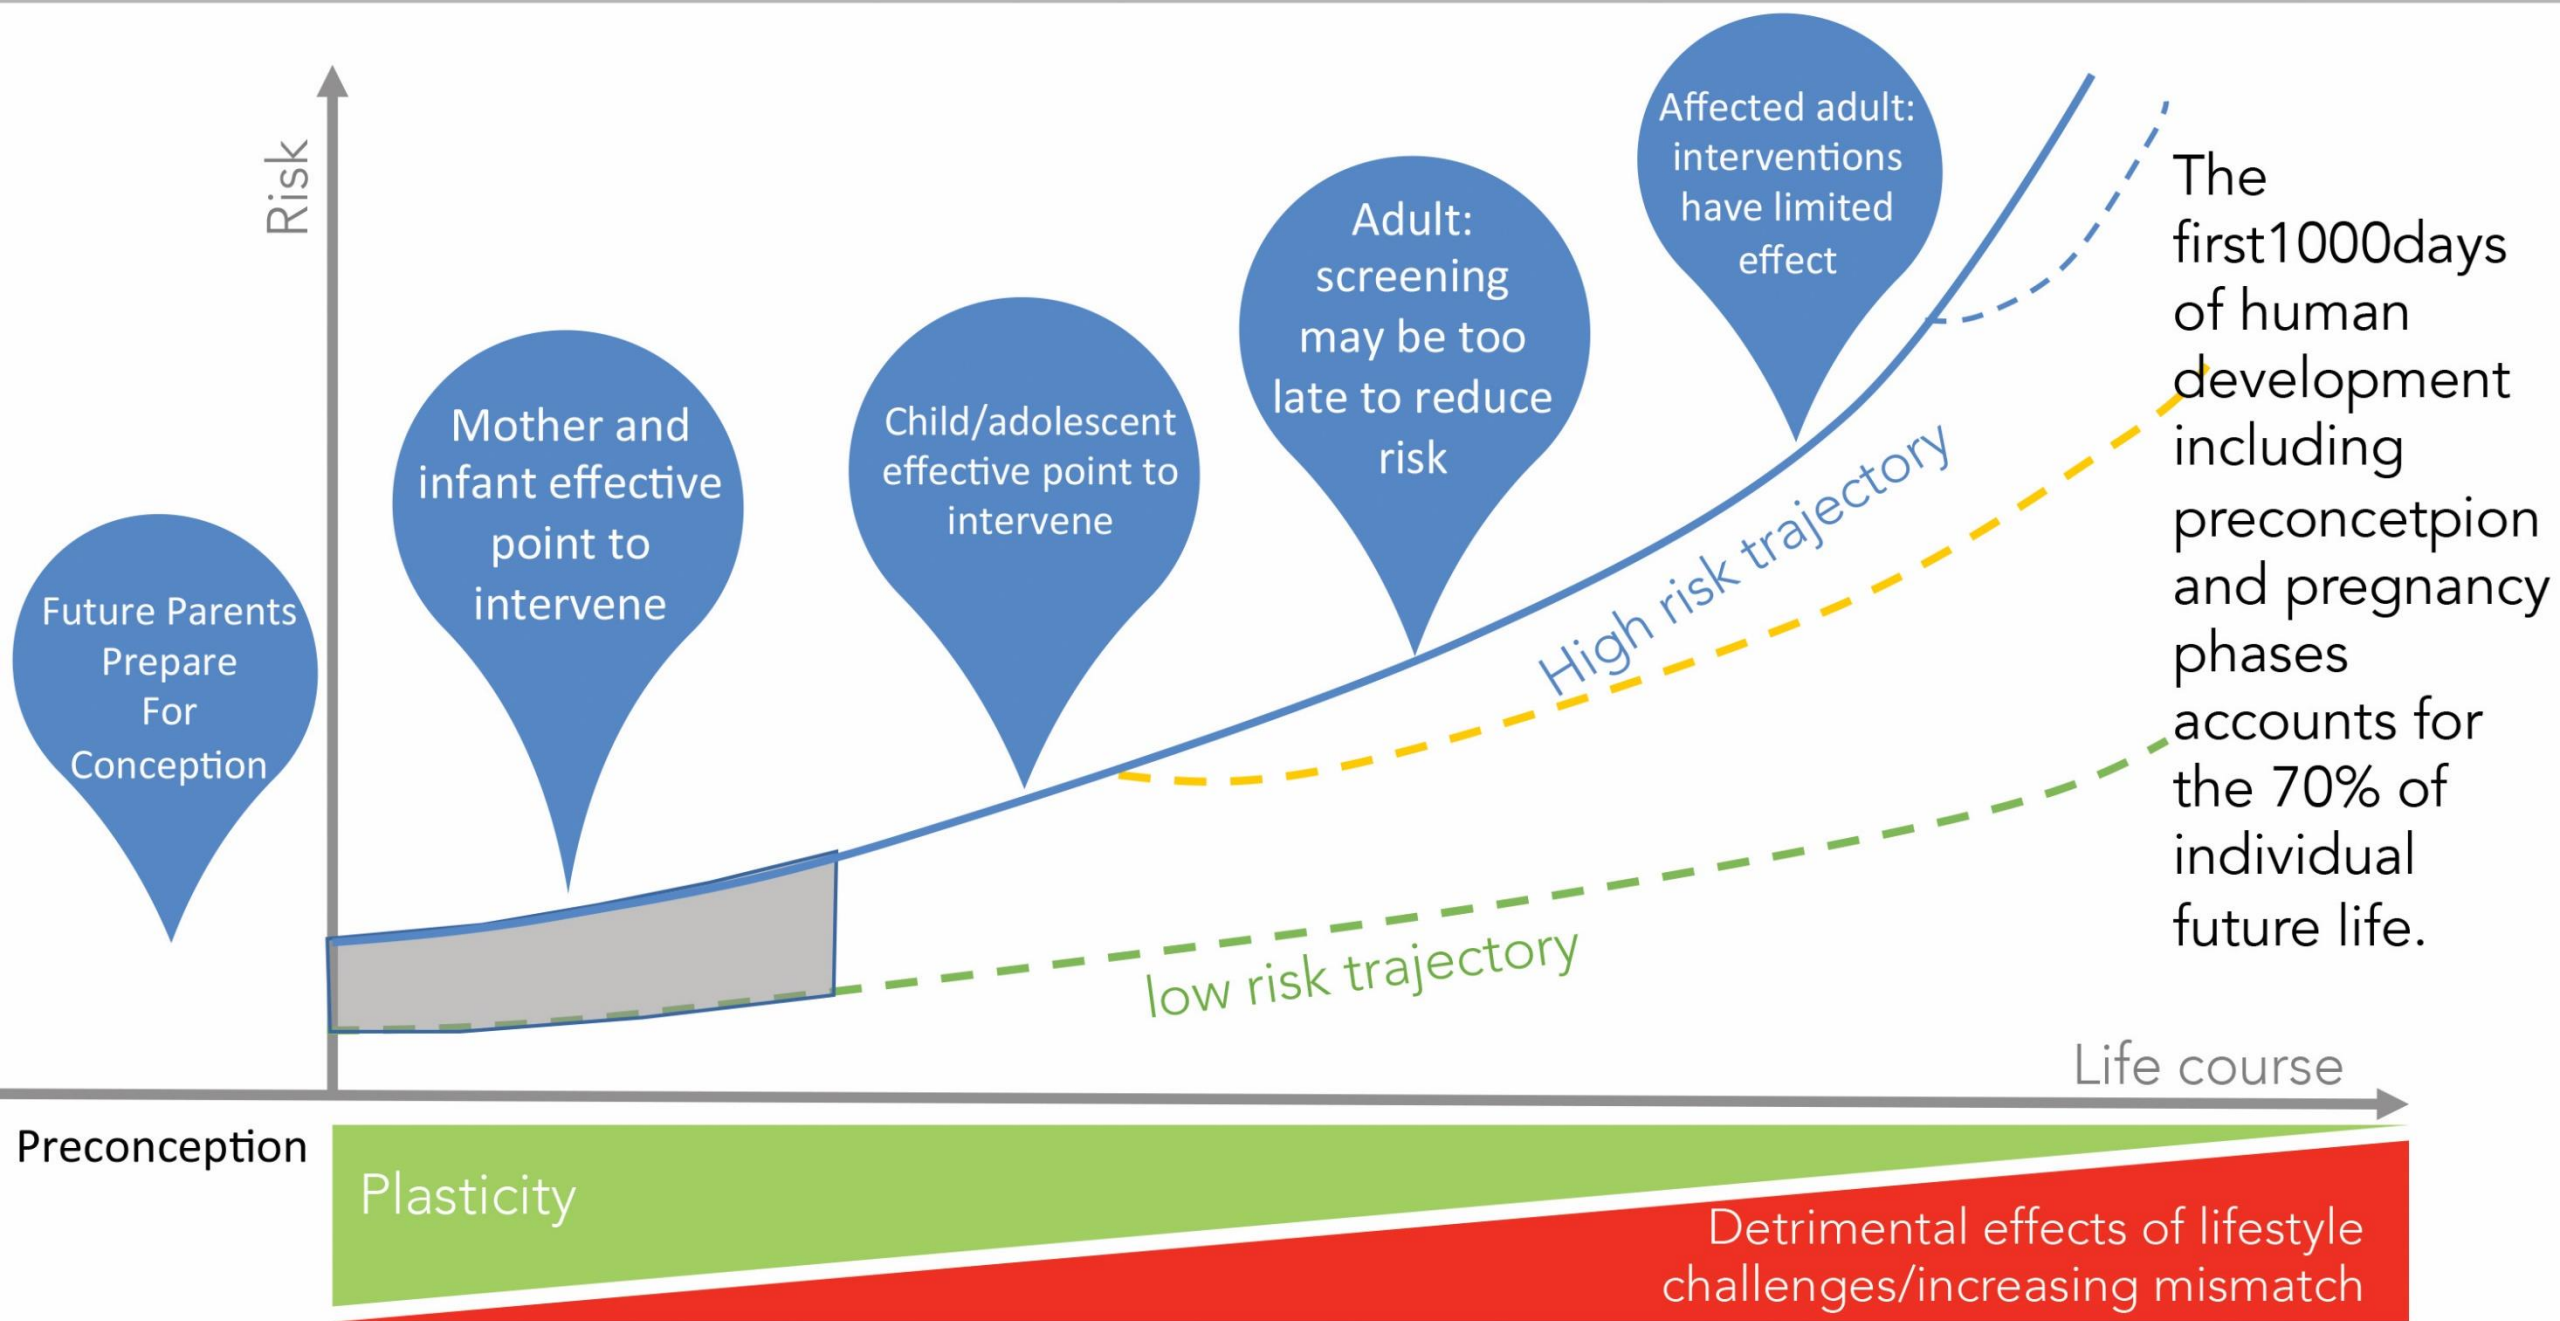 Risk
Future Parents
Prepare
For
Conception
Mother and
infant effective
point to
intervene
Child/adolescent
effective point to
intervene
Adult:
screening
may be too
late to reduce
risk
Affected adult:
interventions
have limited
effect
High risk trajectory
low risk trajectory
The
first1000days
of human
development
including
preconcetpion
and pregnancy
phases
accounts for
the 70% of
individual
future life.
Life course
Preconception
Plasticity
Detrimental effects of lifestyle
challenges/increasing mismatch